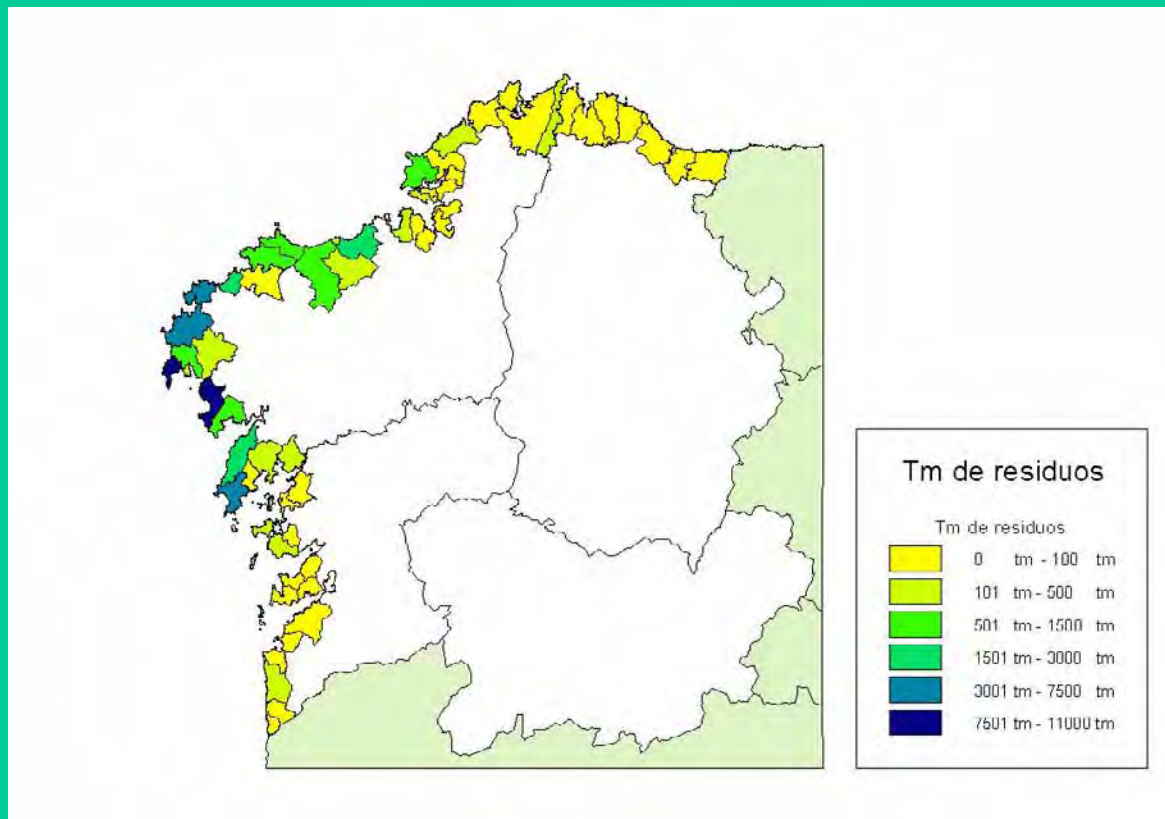 Tm de residuos
Tm de residuos
0 tm - 100 tm
101 tm - 500 tm
501 tm - 1500 tm
1501 tm - 3000 tm
3001 tm - 7500 tm
7501 tm - 11000 tm